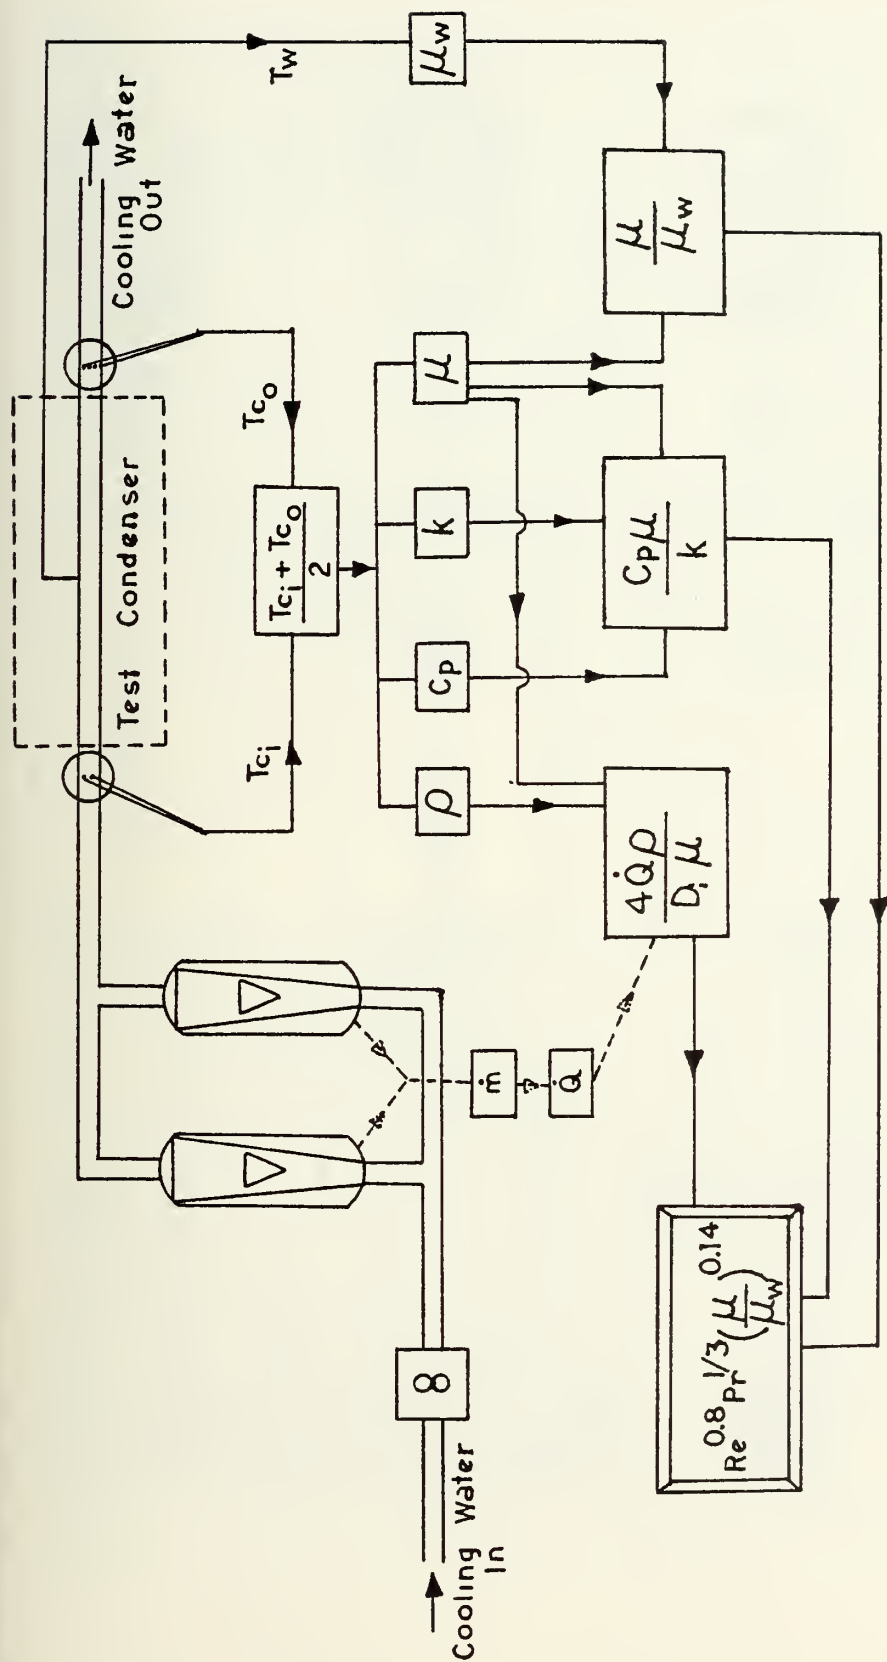 Cooling Water
In
8
ṁ
Q̇
Test Condenser
Cooling Water
Out
Tci
Tco
Tw
Tci + Tco
2
ρ
Cp
k
μ
μw
4Q̇ρ
Di μ
Cpμ
k
μ
μw
Re^0.8 Pr^1/3 (μ/μw)^0.14